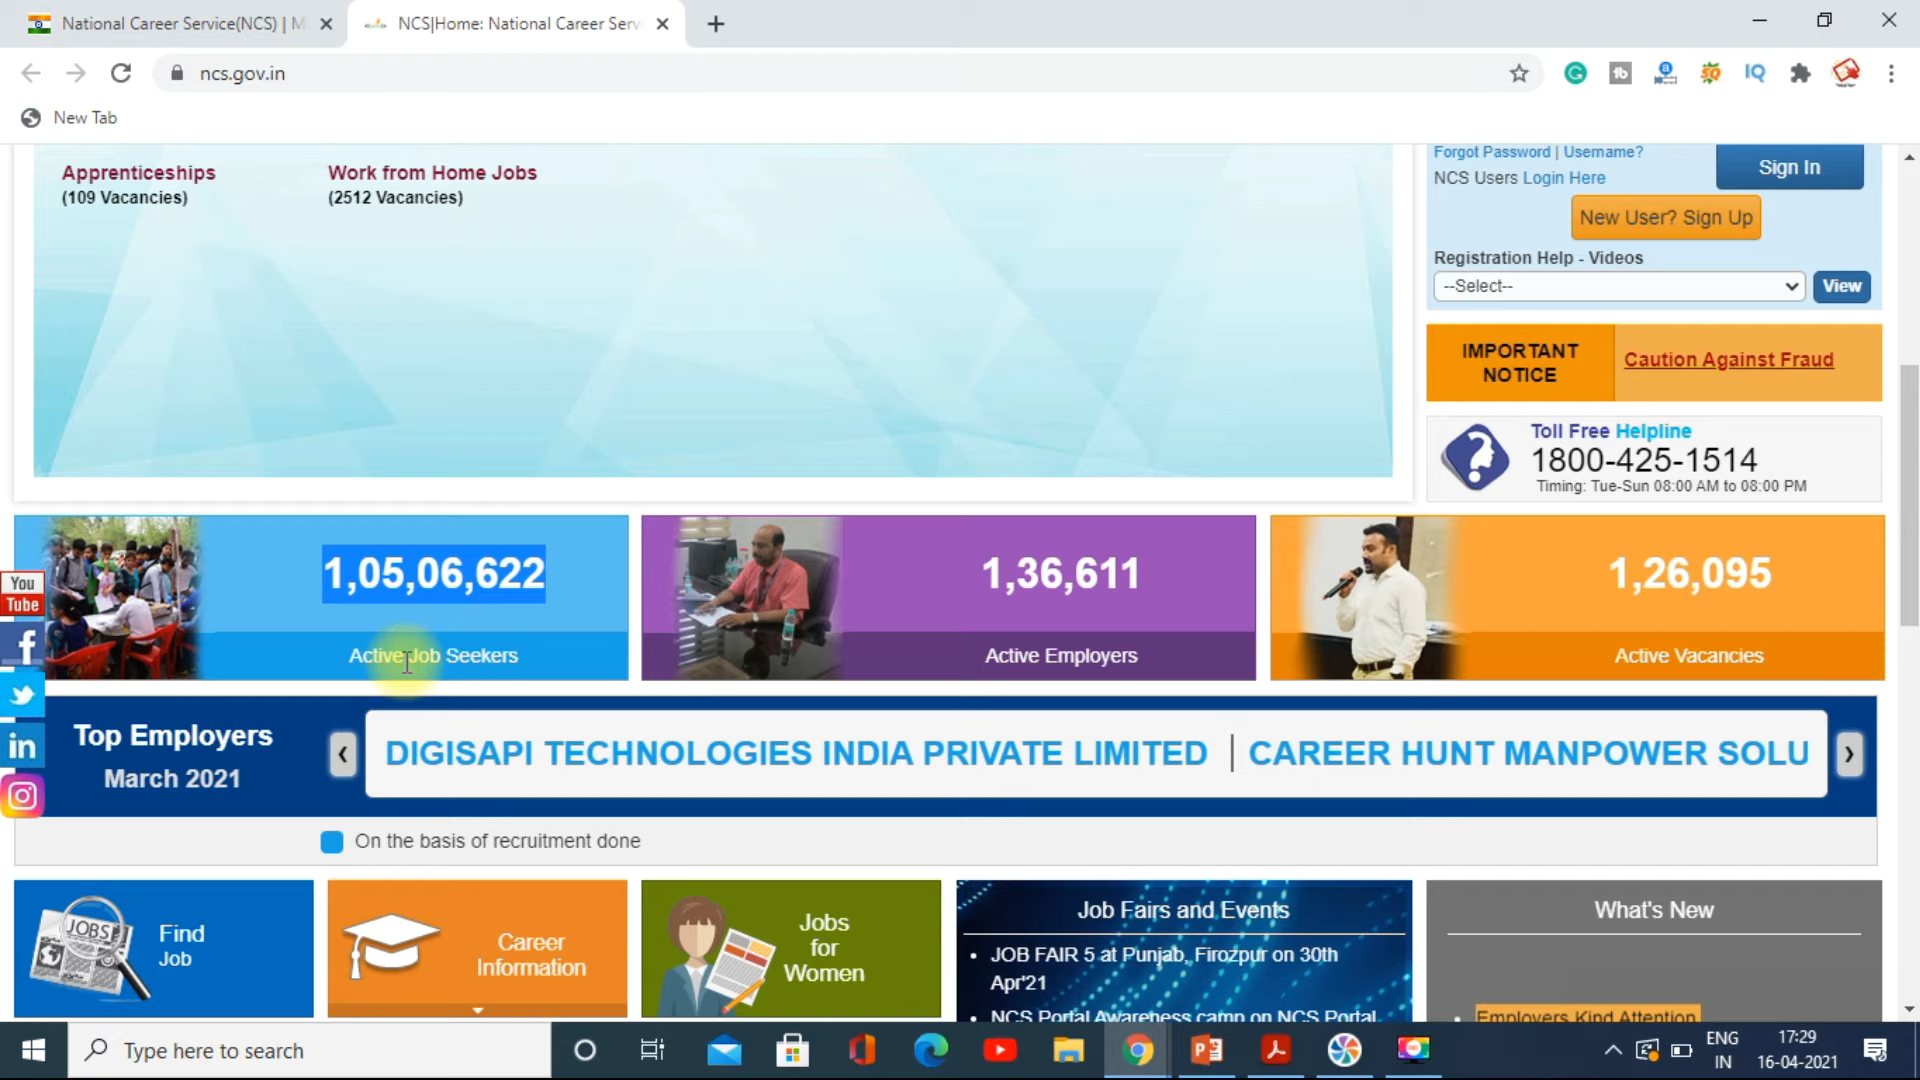 National Career Service(NCS) | M
NCS|Home: National Career Serv
ncs.gov.in
New Tab
Apprenticeships
(109 Vacancies)
Work from Home Jobs
(2512 Vacancies)
Forgot Password | Username?
NCS Users Login Here
Sign In
New User? Sign Up
Registration Help - Videos
--Select--
View
IMPORTANT
NOTICE
Caution Against Fraud
Toll Free Helpline
1800-425-1514
Timing: Tue-Sun 08:00 AM to 08:00 PM
1,05,06,622
Active Job Seekers
1,36,611
Active Employers
1,26,095
Active Vacancies
You
Tube
Top Employers
March 2021
DIGISAPI TECHNOLOGIES INDIA PRIVATE LIMITED | CAREER HUNT MANPOWER SOLU
On the basis of recruitment done
JOBS
Find
Job
Career
Information
Jobs
for
Women
Job Fairs and Events
• JOB FAIR 5 at Punjab, Firozpur on 30th
Apr'21
• NCS Portal Awareness camp on NCS Portal,
What's New
• Employers Kind Attention
Type here to search
ENG
IN
17:29
16-04-2021